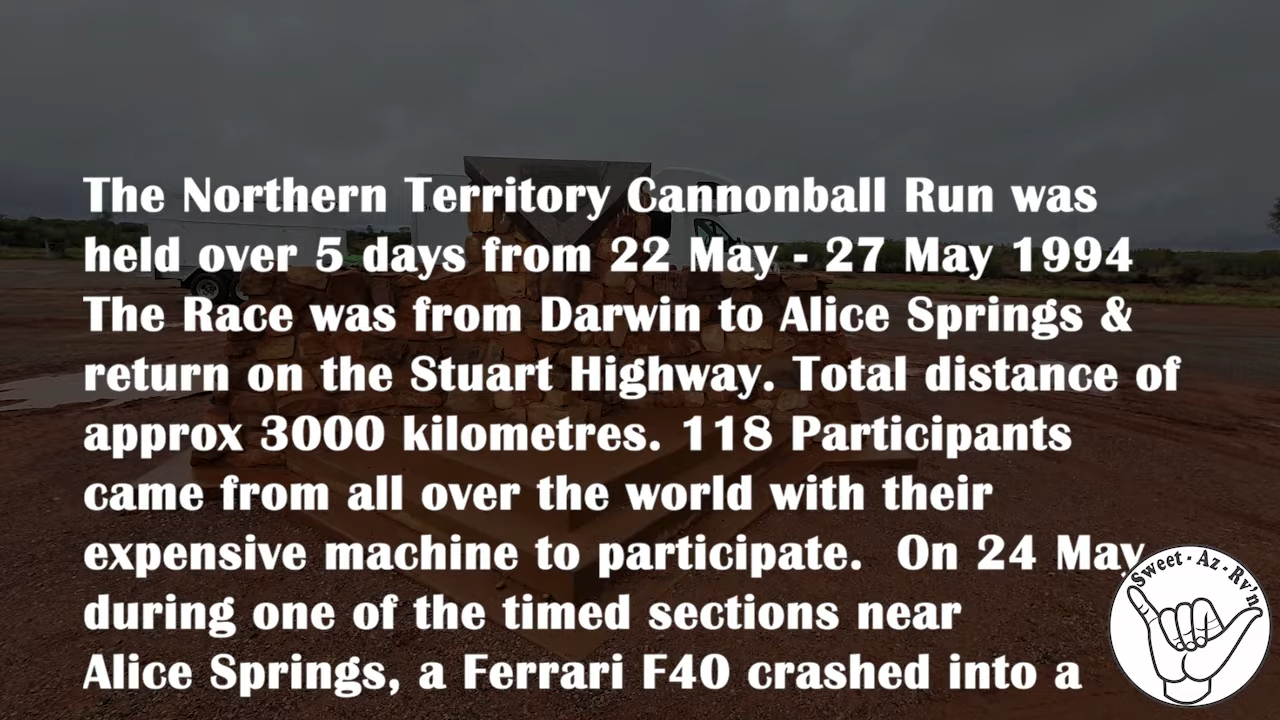 The Northern Territory Cannonball Run was
held over 5 days from 22 May - 27 May 1994
The Race was from Darwin to Alice Springs &
return on the Stuart Highway. Total distance of
approx 3000 kilometres. 118 Participants
came from all over the world with their
expensive machine to participate.  On 24 May
during one of the timed sections near
Alice Springs, a Ferrari F40 crashed into a
Sweet · Az · Rv'n